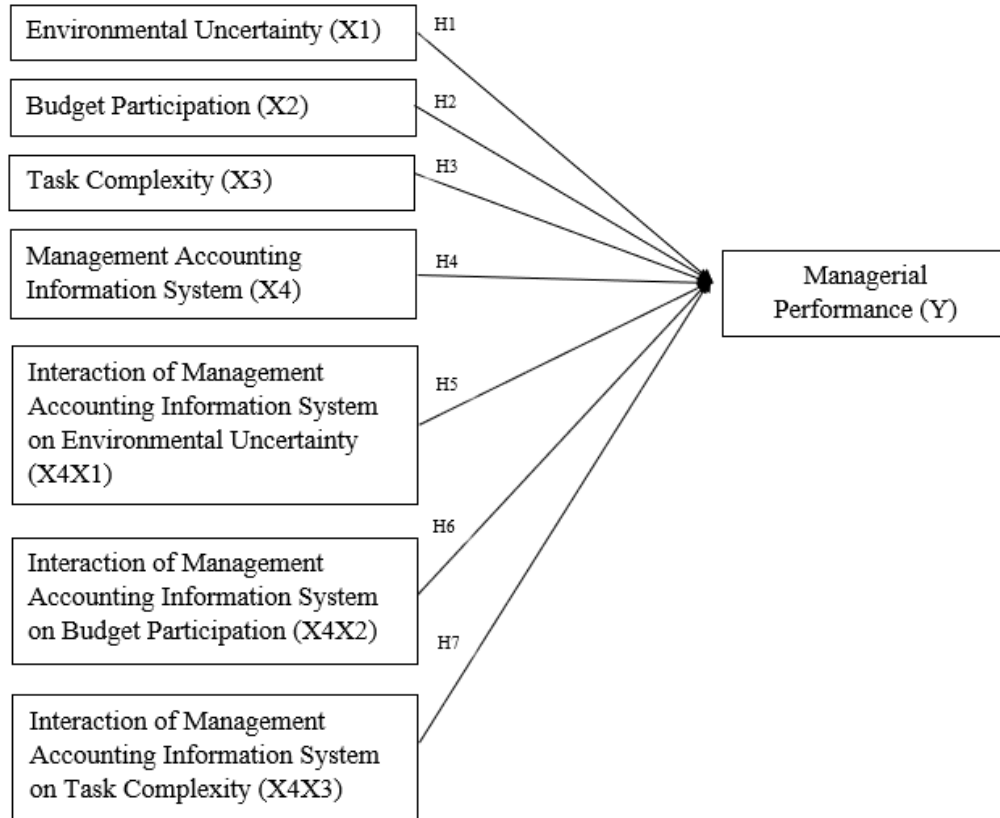 Environmental Uncertainty (X1)
H1
Budget Participation (X2)
H2
Task Complexity (X3)
H3
Management Accounting
Information System (X4)
H4
Managerial
Performance (Y)
Interaction of Management
Accounting Information System
on Environmental Uncertainty
(X4X1)
H5
Interaction of Management
Accounting Information System
on Budget Participation (X4X2)
H6
Interaction of Management
Accounting Information System
on Task Complexity (X4X3)
H7